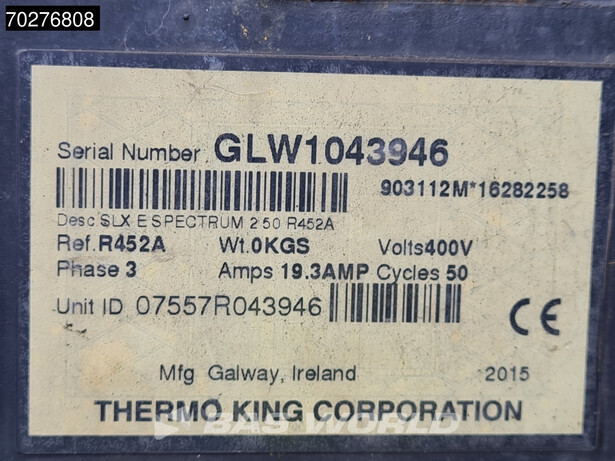 70276808
Serial Number GLW1043946
903112M*16282258
Desc SLX E SPECTRUM 2 50 R452A
Ref.R452A Wt.0KGS Volts400V
Phase 3 Amps 19.3AMP Cycles 50
Unit ID 07557R043946
CE
Mfg Galway, Ireland 2015
THERMO KING CORPORATION
BAS WORLD